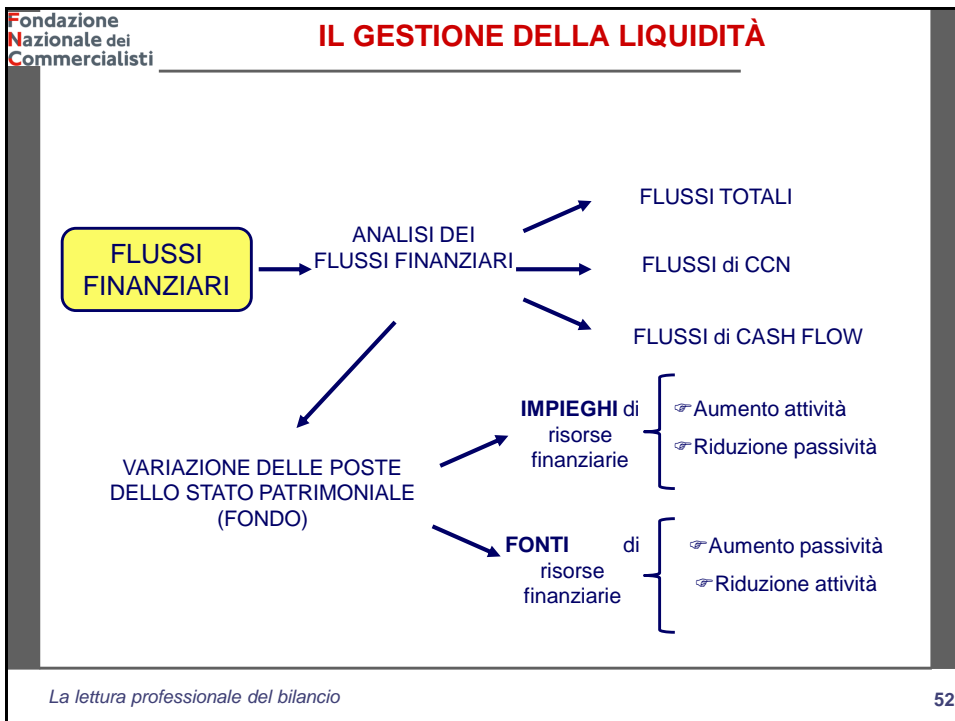 Fondazione
Nazionale dei
Commercialisti
IL GESTIONE DELLA LIQUIDITÀ
FLUSSI
FINANZIARI
ANALISI DEI
FLUSSI FINANZIARI
FLUSSI TOTALI
FLUSSI di CCN
FLUSSI di CASH FLOW
VARIAZIONE DELLE POSTE
DELLO STATO PATRIMONIALE
(FONDO)
IMPIEGHI di
risorse
finanziarie
☞Aumento attività
☞Riduzione passività
FONTI di
risorse
finanziarie
☞Aumento passività
☞Riduzione attività
La lettura professionale del bilancio
52